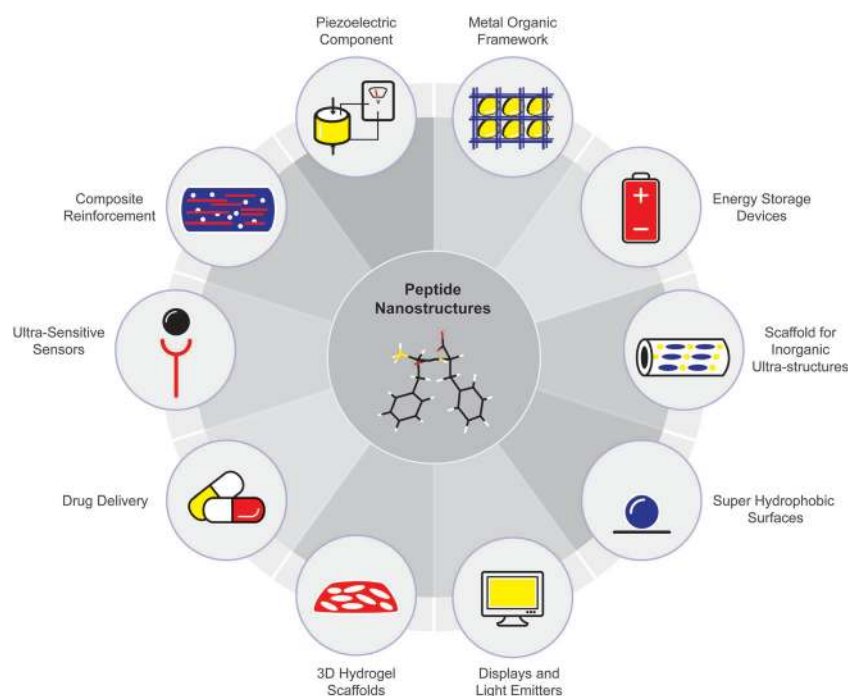 Piezoelectric
Component
Metal Organic
Framework
Composite
Reinforcement
Energy Storage
Devices
+
−
Peptide
Nanostructures
Ultra-Sensitive
Sensors
Scaffold for
Inorganic
Ultra-structures
Drug Delivery
Super Hydrophobic
Surfaces
3D Hydrogel
Scaffolds
Displays and
Light Emitters